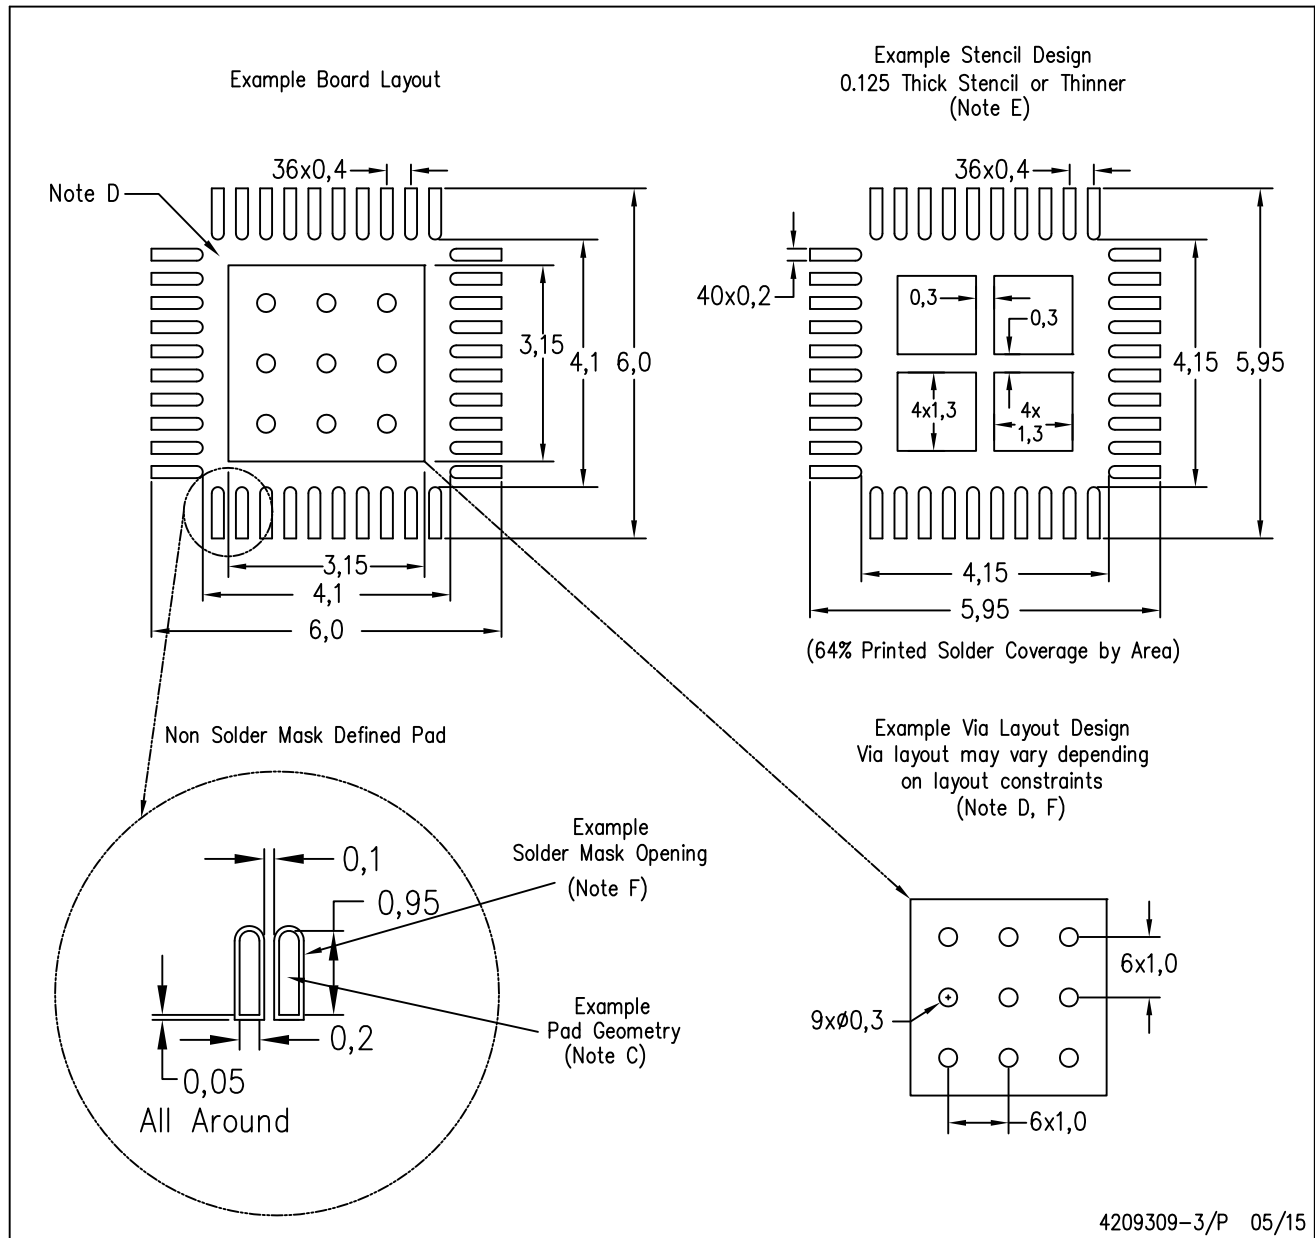 Example Board Layout
36x0,4
Note D
3,15
4,1
6,0
3,15
4,1
6,0
Example Stencil Design
0.125 Thick Stencil or Thinner
(Note E)
36x0,4
40x0,2
0,3
0,3
4x1,3
4x
1,3
4,15
5,95
4,15
5,95
(64% Printed Solder Coverage by Area)
Non Solder Mask Defined Pad
Example
Solder Mask Opening
(Note F)
0,1
0,95
Example
Pad Geometry
(Note C)
0,2
0,05
All Around
Example Via Layout Design
Via layout may vary depending
on layout constraints
(Note D, F)
6x1,0
9xø0,3
6x1,0
4209309-3/P 05/15